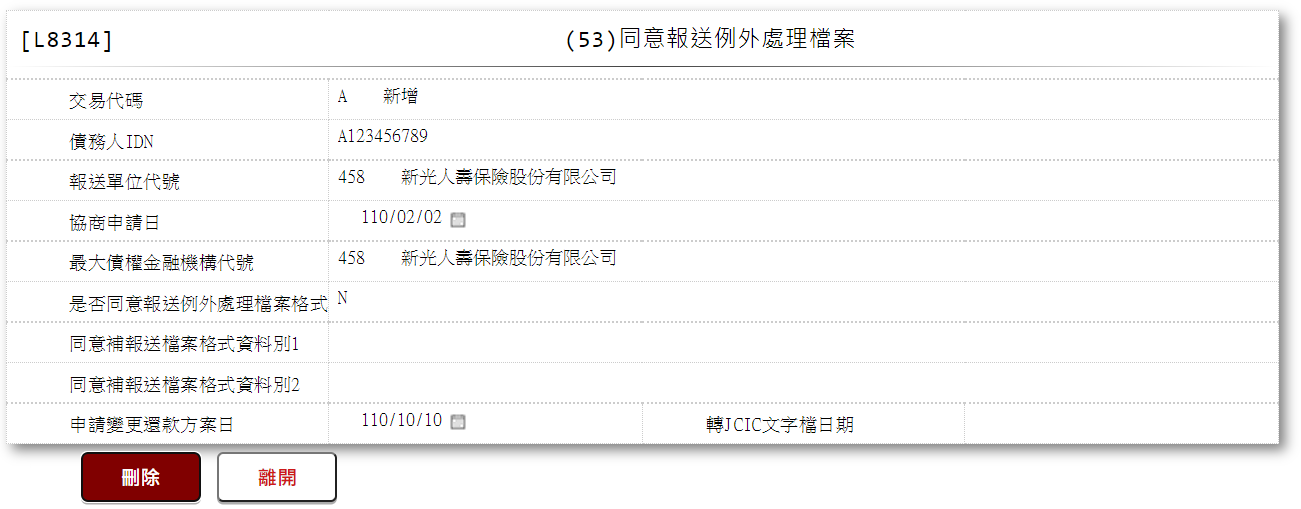 [L8314] (53)同意報送例外處理檔案
交易代碼 A 新增
債務人IDN A123456789
報送單位代號 458 新光人壽保險股份有限公司
協商申請日 110/02/02
最大債權金融機構代號 458 新光人壽保險股份有限公司
是否同意報送例外處理檔案格式 N
同意補報送檔案格式資料別1
同意補報送檔案格式資料別2
申請變更還款方案日 110/10/10 轉JCIC文字檔日期
刪除 離開